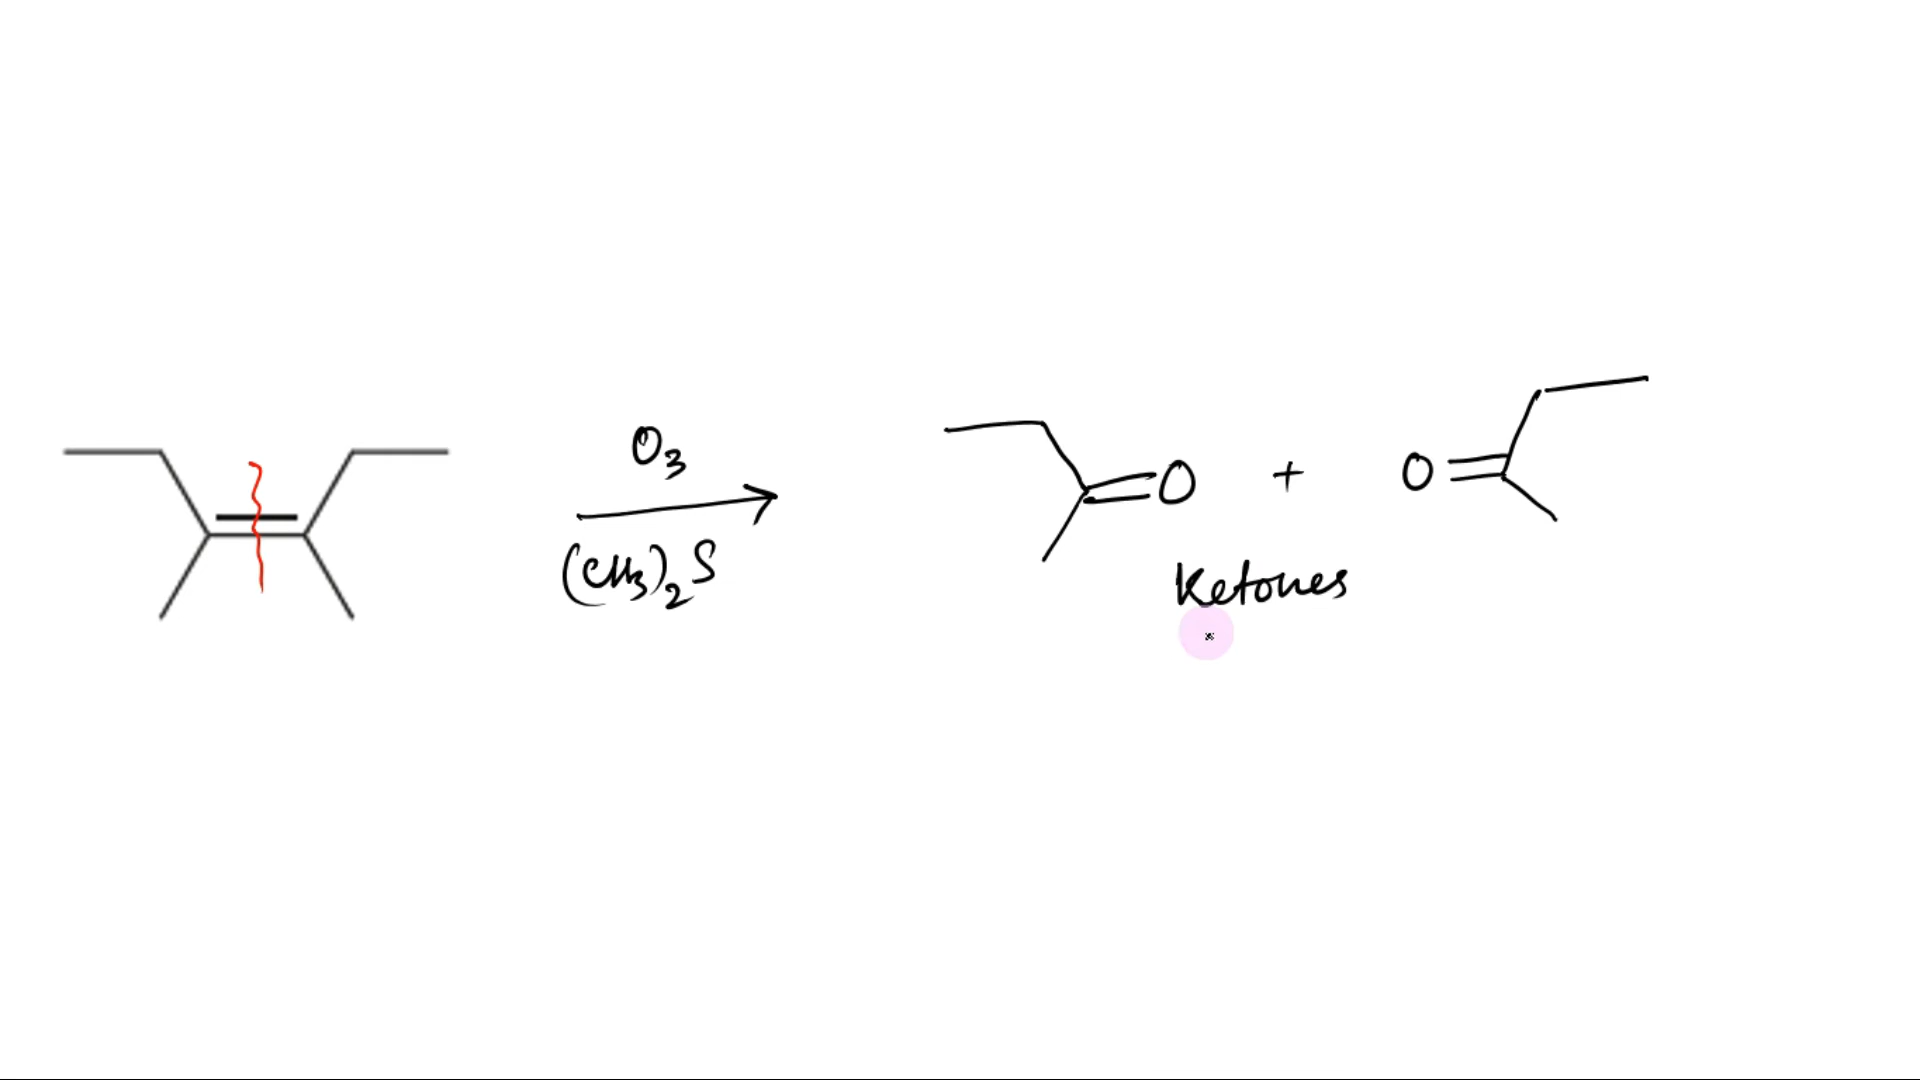 O₃
(CH₃)₂S
O + O
Ketones